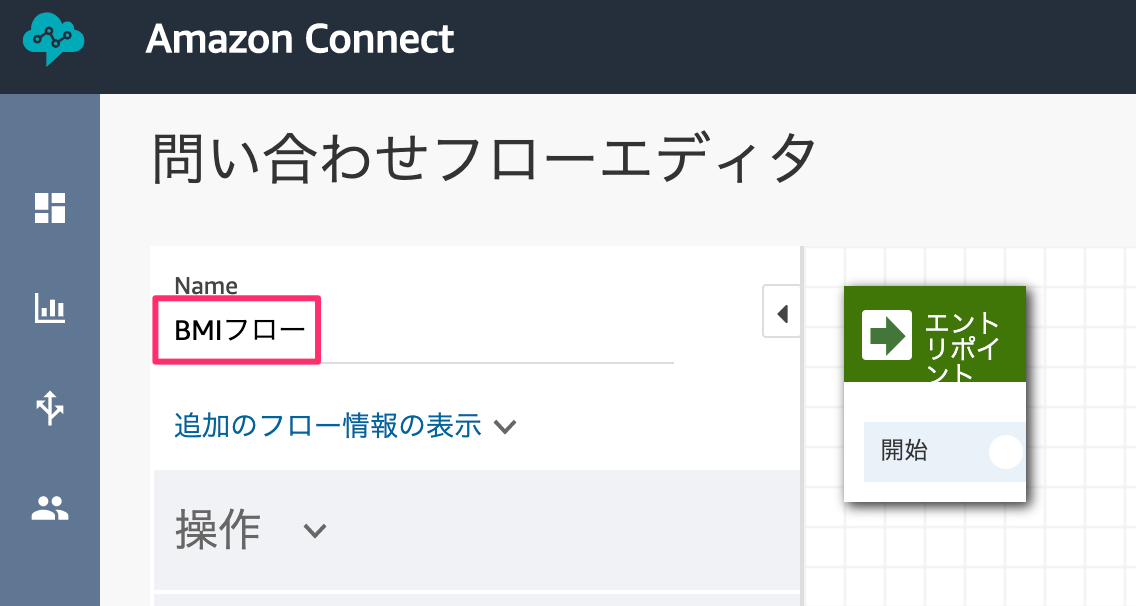 Amazon Connect
問い合わせフローエディタ
Name
BMIフロー
追加のフロー情報の表示
操作
エント
リポイ
ント
開始